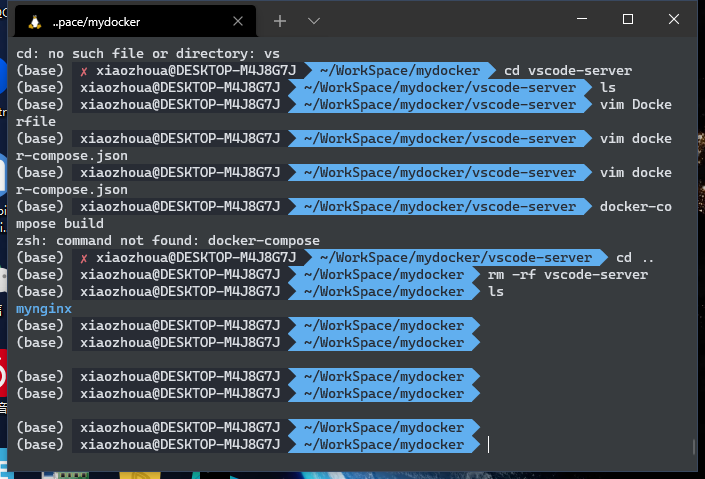 ..pace/mydocker
cd: no such file or directory: vs
(base) ✗ xiaozhoua@DESKTOP-M4J8G7J ~/WorkSpace/mydocker cd vscode-server
(base) xiaozhoua@DESKTOP-M4J8G7J ~/WorkSpace/mydocker/vscode-server ls
(base) xiaozhoua@DESKTOP-M4J8G7J ~/WorkSpace/mydocker/vscode-server vim Docke
rfile
(base) xiaozhoua@DESKTOP-M4J8G7J ~/WorkSpace/mydocker/vscode-server vim docke
r-compose.json
(base) xiaozhoua@DESKTOP-M4J8G7J ~/WorkSpace/mydocker/vscode-server vim docke
r-compose.json
(base) xiaozhoua@DESKTOP-M4J8G7J ~/WorkSpace/mydocker/vscode-server docker-co
mpose build
zsh: command not found: docker-compose
(base) ✗ xiaozhoua@DESKTOP-M4J8G7J ~/WorkSpace/mydocker/vscode-server cd ..
(base) xiaozhoua@DESKTOP-M4J8G7J ~/WorkSpace/mydocker rm -rf vscode-server
(base) xiaozhoua@DESKTOP-M4J8G7J ~/WorkSpace/mydocker ls
mynginx
(base) xiaozhoua@DESKTOP-M4J8G7J ~/WorkSpace/mydocker
(base) xiaozhoua@DESKTOP-M4J8G7J ~/WorkSpace/mydocker
(base) xiaozhoua@DESKTOP-M4J8G7J ~/WorkSpace/mydocker
(base) xiaozhoua@DESKTOP-M4J8G7J ~/WorkSpace/mydocker
(base) xiaozhoua@DESKTOP-M4J8G7J ~/WorkSpace/mydocker
(base) xiaozhoua@DESKTOP-M4J8G7J ~/WorkSpace/mydocker